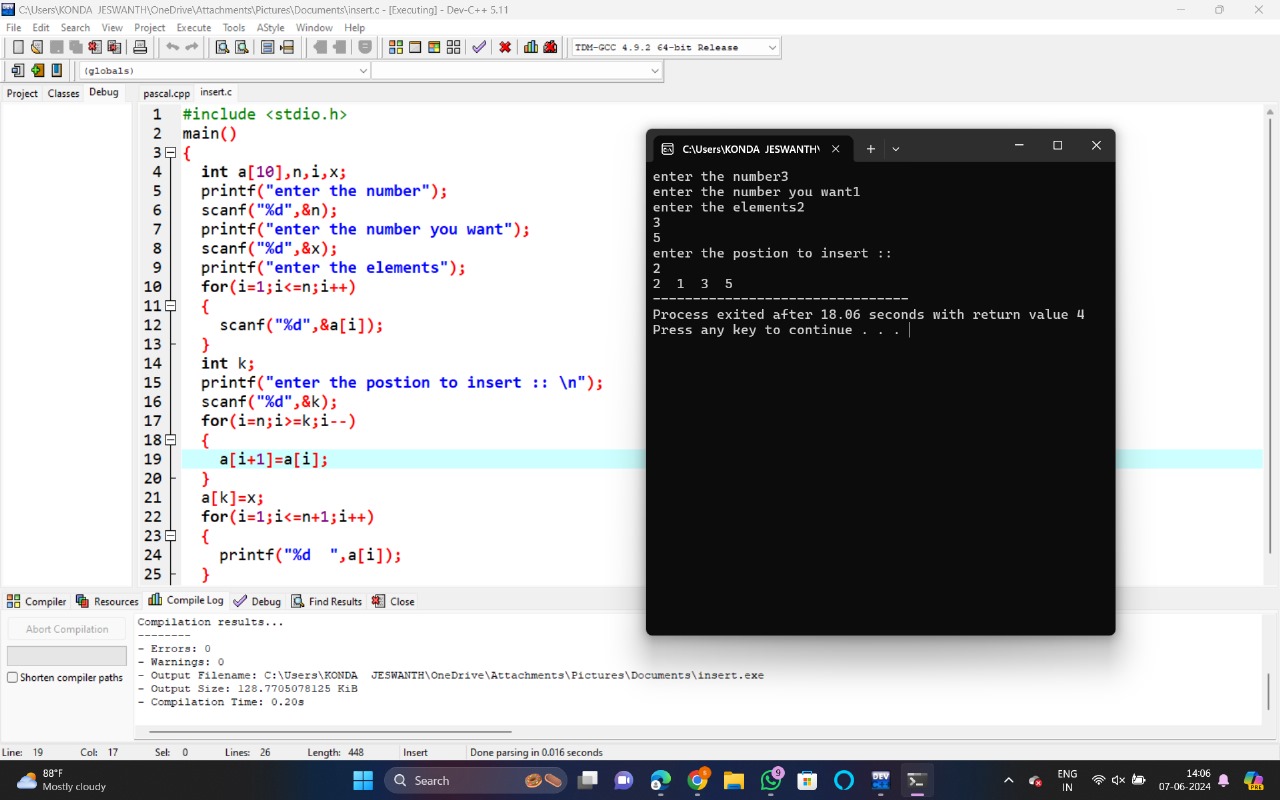 C:\Users\KONDA JESWANTH\OneDrive\Attachments\Pictures\Documents\insert.c - [Executing] - Dev-C++ 5.11
File Edit Search View Project Execute Tools AStyle Window Help
TDM-GCC 4.9.2 64-bit Release
(globals)
Project Classes Debug
pascal.cpp insert.c
1 #include <stdio.h>
2 main()
3 {
4 int a[10],n,i,x;
5 printf("enter the number");
6 scanf("%d",&n);
7 printf("enter the number you want");
8 scanf("%d",&x);
9 printf("enter the elements");
10 for(i=1;i<=n;i++)
11 {
12 scanf("%d",&a[i]);
13 }
14 int k;
15 printf("enter the postion to insert :: \n");
16 scanf("%d",&k);
17 for(i=n;i>=k;i--)
18 {
19 a[i+1]=a[i];
20 }
21 a[k]=x;
22 for(i=1;i<=n+1;i++)
23 {
24 printf("%d  ",a[i]);
25 }
C:\Users\KONDA JESWANTH\
enter the number3
enter the number you want1
enter the elements2
3
5
enter the postion to insert ::
2
2  1  3  5
--------------------------------
Process exited after 18.06 seconds with return value 4
Press any key to continue . . .
Compiler Resources Compile Log Debug Find Results Close
Abort Compilation
Shorten compiler paths
Compilation results...
--------
- Errors: 0
- Warnings: 0
- Output Filename: C:\Users\KONDA  JESWANTH\OneDrive\Attachments\Pictures\Documents\insert.exe
- Output Size: 128.7705078125 KiB
- Compilation Time: 0.20s
Line: 19 Col: 17 Sel: 0 Lines: 26 Length: 448 Insert Done parsing in 0.016 seconds
88°F
Mostly cloudy
Search
9
DEV
ENG
IN
14:06
07-06-2024
PRE